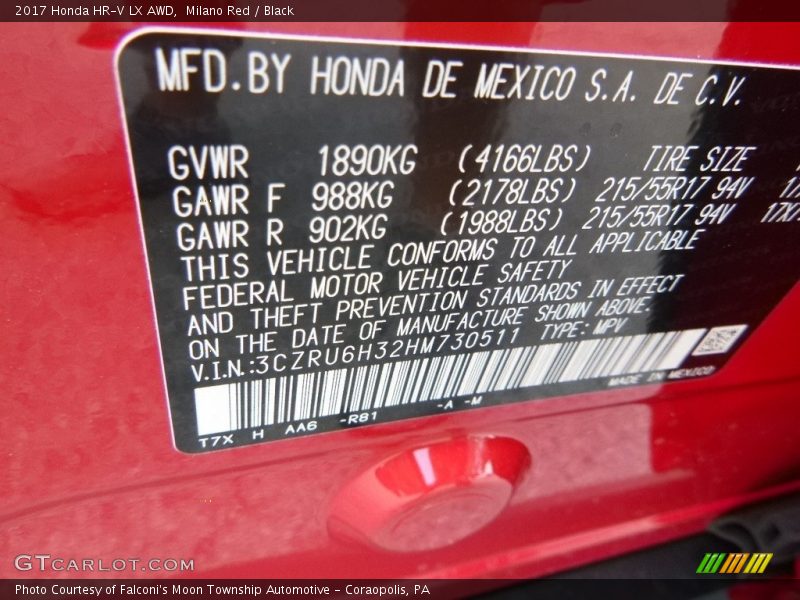 2017 Honda HR-V LX AWD,  Milano Red / Black
MFD.BY HONDA DE MEXICO S.A. DE C.V.
GVWR 1890KG (4166LBS) TIRE SIZE
GAWR F 988KG (2178LBS) 215/55R17 94V
GAWR R 902KG (1988LBS) 215/55R17 94V
THIS VEHICLE CONFORMS TO ALL APPLICABLE
FEDERAL MOTOR VEHICLE SAFETY
AND THEFT PREVENTION STANDARDS IN EFFECT
ON THE DATE OF MANUFACTURE SHOWN ABOVE.
V.I.N.:3CZRU6H32HM730511 TYPE: MPV
MADE IN MEXICO
T7X H AA6 -R81 -A -M
GTCARLOT.COM
Photo Courtesy of Falconi's Moon Township Automotive - Coraopolis, PA